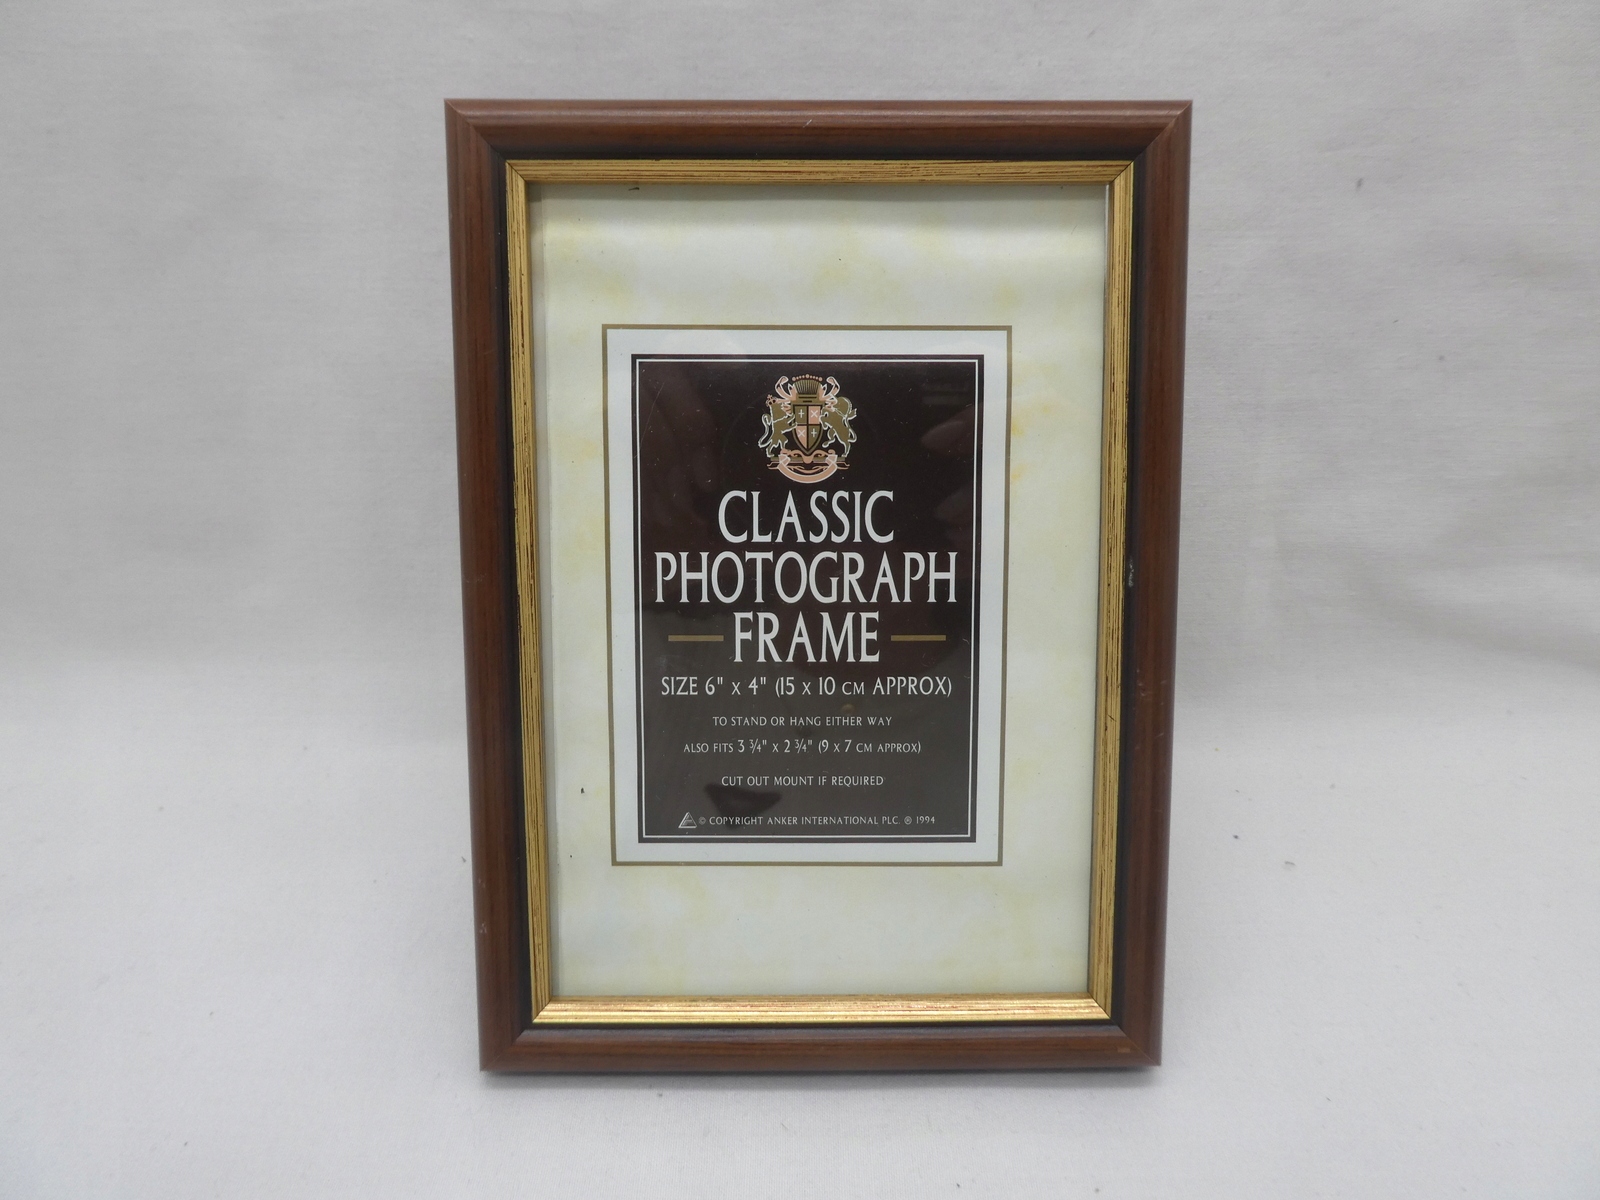 CLASSIC
PHOTOGRAPH
FRAME
SIZE 6" x 4" (15 x 10 CM APPROX)
TO STAND OR HANG EITHER WAY
ALSO FITS 3 ¾" x 2 ¾" (9 x 7 CM APPROX)
CUT OUT MOUNT IF REQUIRED
© COPYRIGHT ANKER INTERNATIONAL PLC. ® 1994